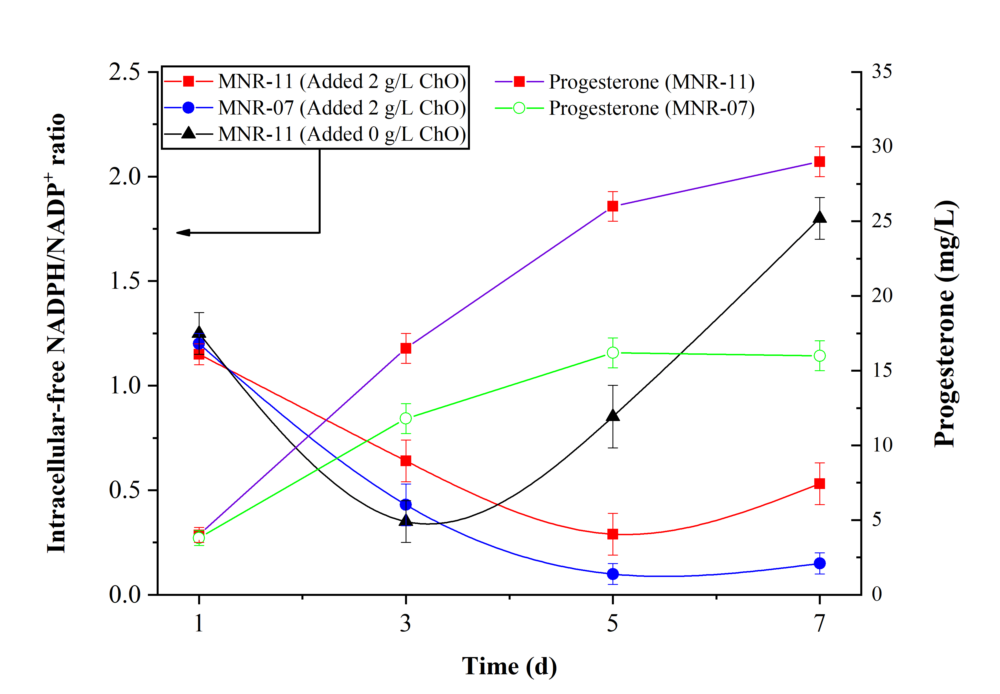 MNR-11 (Added 2 g/L ChO)
MNR-07 (Added 2 g/L ChO)
MNR-11 (Added 0 g/L ChO)
Progesterone (MNR-11)
Progesterone (MNR-07)
Intracellular-free NADPH/NADP+ ratio
2.5
2.0
1.5
1.0
0.5
0.0
35
30
25
20
15
10
5
0
Progesterone (mg/L)
1 3 5 7
Time (d)